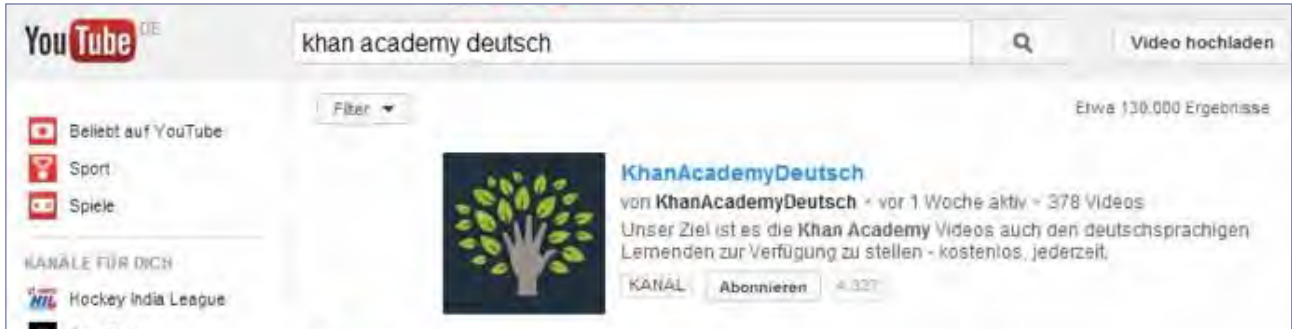 YouTube DE
khan academy deutsch
Video hochladen
Filter
Etwa 130.000 Ergebnisse
Beliebt auf YouTube
Sport
Spiele
KANÄLE FÜR DICH
Hockey India League
KhanAcademyDeutsch
von KhanAcademyDeutsch • vor 1 Woche aktiv • 378 Videos
Unser Ziel ist es die Khan Academy Videos auch den deutschsprachigen
Lernenden zur Verfügung zu stellen - kostenlos, jederzeit.
KANAL Abonnieren 4.327